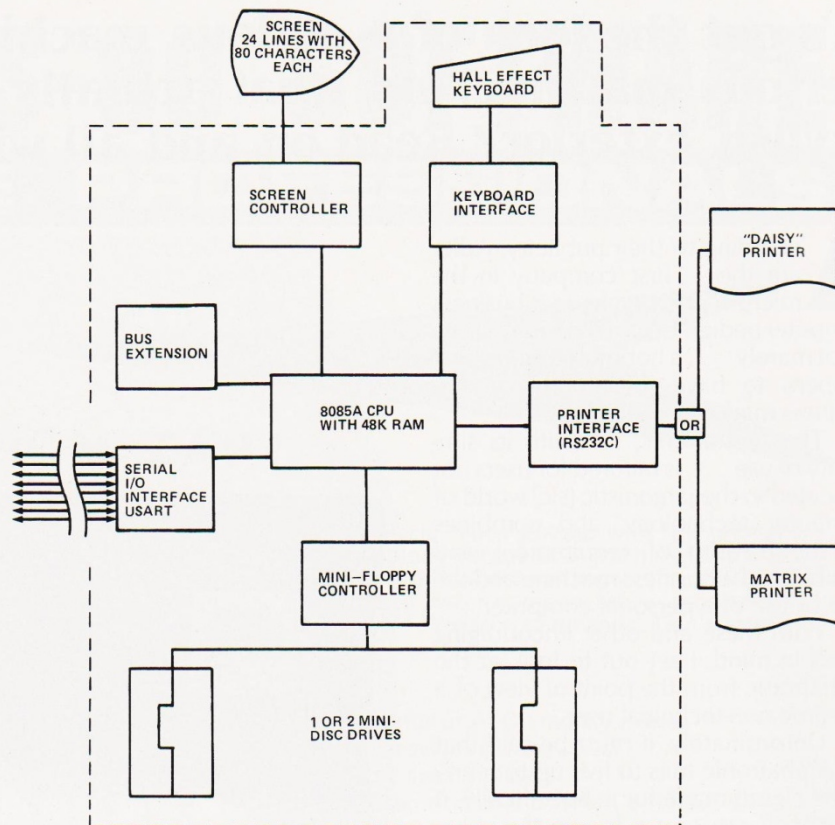 SCREEN
24 LINES WITH
80 CHARACTERS
EACH
HALL EFFECT
KEYBOARD
SCREEN
CONTROLLER
KEYBOARD
INTERFACE
"DAISY"
PRINTER
BUS
EXTENSION
8085A CPU
WITH 48K RAM
PRINTER
INTERFACE
(RS232C)
OR
SERIAL
I/O
INTERFACE
USART
MINI-FLOPPY
CONTROLLER
MATRIX
PRINTER
1 OR 2 MINI-
DISC DRIVES